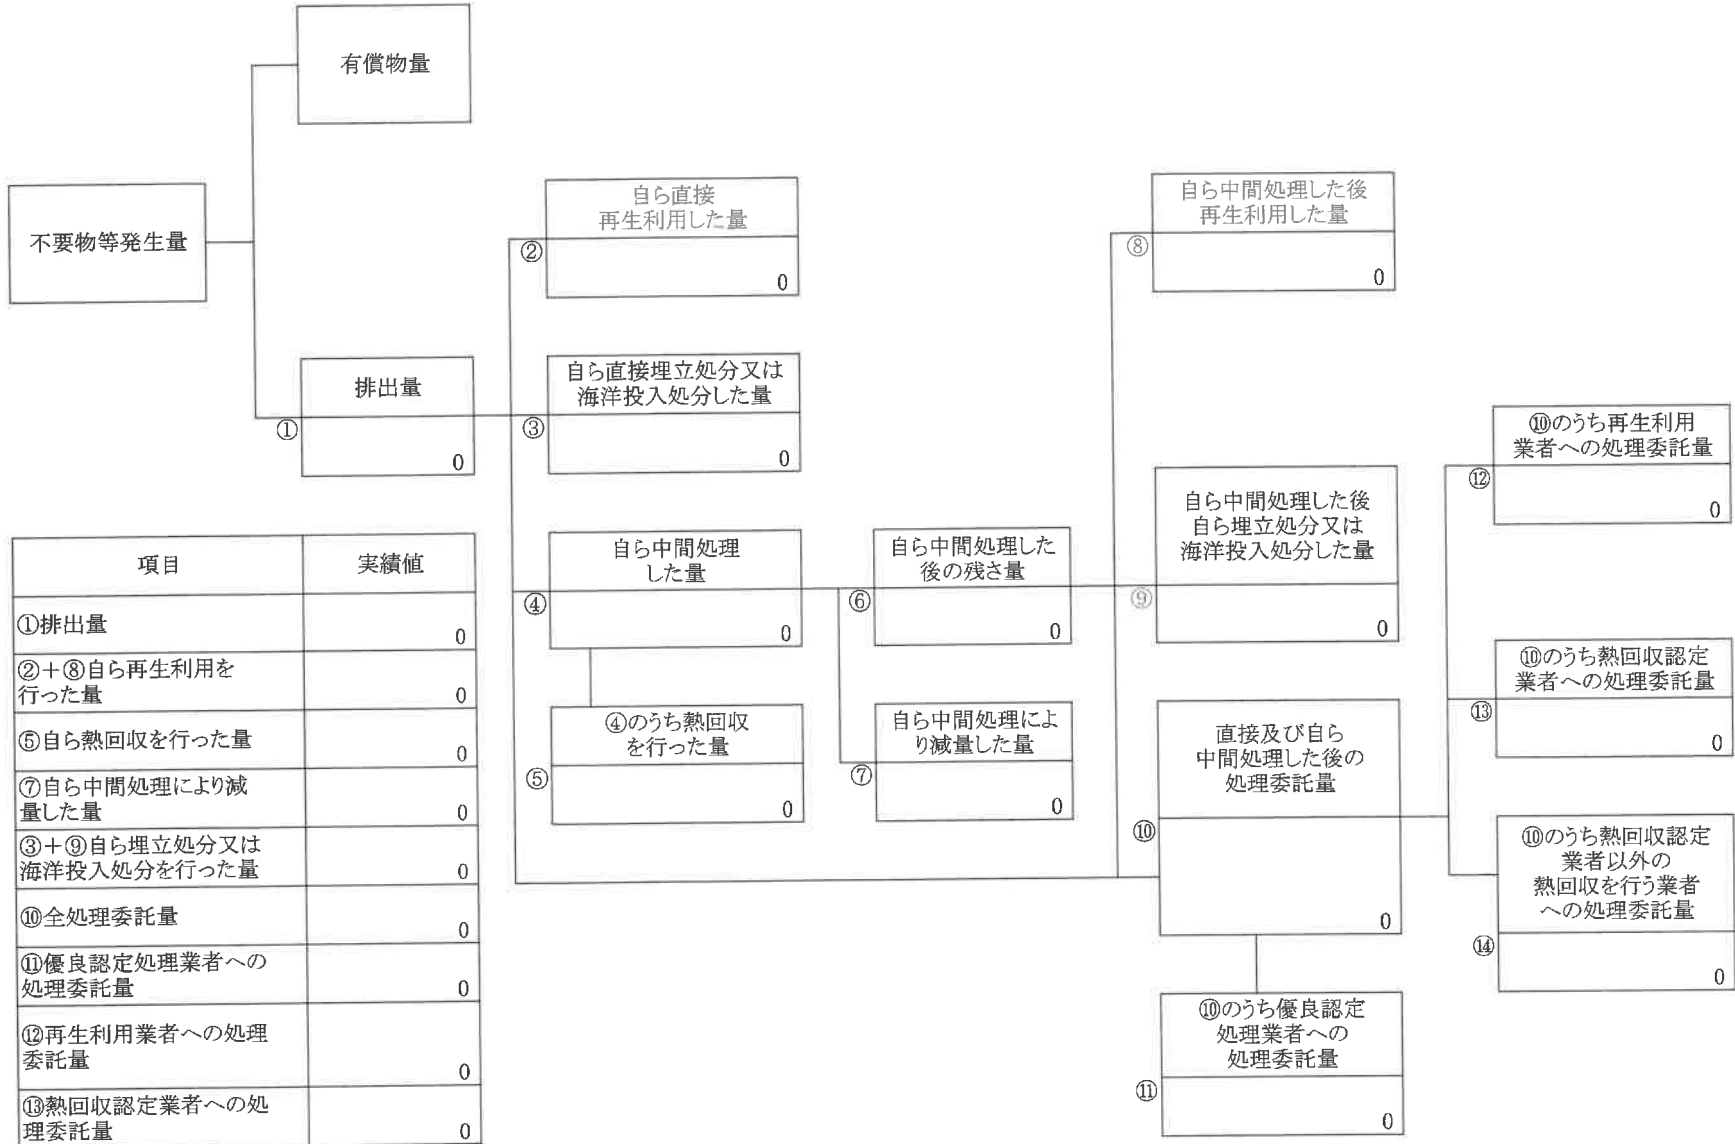 有償物量
不要物等発生量
排出量
①
0
自ら直接
再生利用した量
②
0
自ら直接埋立処分又は
海洋投入処分した量
③
0
自ら中間処理
した量
④
0
④のうち熱回収
を行った量
⑤
0
自ら中間処理した
後の残さ量
⑥
0
自ら中間処理によ
り減量した量
⑦
0
自ら中間処理した後
再生利用した量
⑧
0
自ら中間処理した後
自ら埋立処分又は
海洋投入処分した量
⑨
0
直接及び自ら
中間処理した後の
処理委託量
⑩
0
⑩のうち優良認定
処理業者への
処理委託量
⑪
0
⑩のうち再生利用
業者への処理委託量
⑫
0
⑩のうち熱回収認定
業者への処理委託量
⑬
0
⑩のうち熱回収認定
業者以外の
熱回収を行う業者
への処理委託量
⑭
0
項目 実績値
①排出量
0
②+⑧自ら再生利用を
行った量 0
⑤自ら熱回収を行った量
0
⑦自ら中間処理により減
量した量 0
③+⑨自ら埋立処分又は
海洋投入処分を行った量 0
⑩全処理委託量
0
⑪優良認定処理業者への
処理委託量 0
⑫再生利用業者への処理
委託量
0
⑬熱回収認定業者への処
理委託量 0